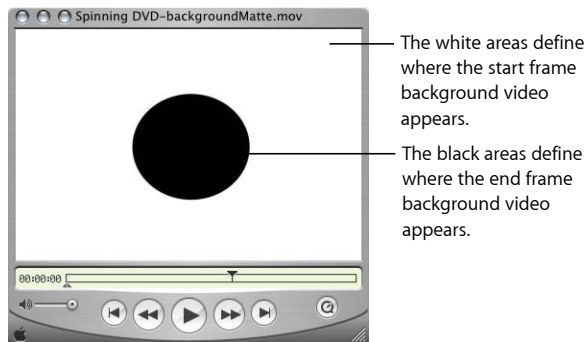 Spinning DVD-backgroundMatte.mov
The white areas define
where the start frame
background video
appears.
The black areas define
where the end frame
background video
appears.
00:00:00